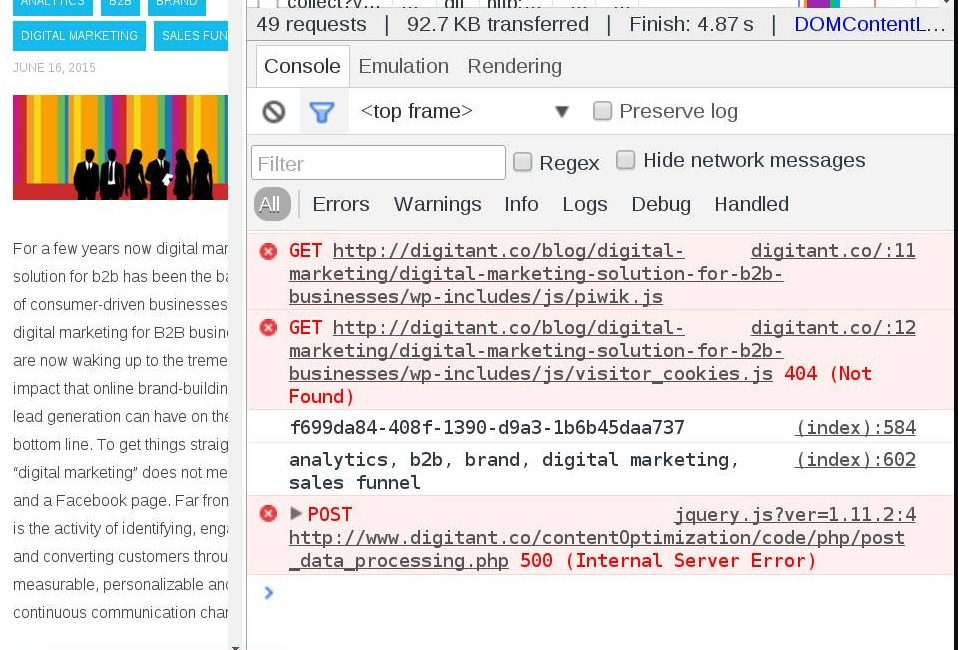 ANALYTICS B2B BRAND
DIGITAL MARKETING SALES FUN
JUNE 16, 2015
For a few years now digital mar
solution for b2b has been the ba
of consumer-driven businesses
digital marketing for B2B busin
are now waking up to the treme
impact that online brand-buildin
lead generation can have on the
bottom line. To get things straig
“digital marketing” does not me
and a Facebook page. Far from
is the activity of identifying, enga
and converting customers throu
measurable, personalizable and
continuous communication chan
collect?v... ... gif http:... ... ...
49 requests | 92.7 KB transferred | Finish: 4.87 s | DOMContentL...
Console Emulation Rendering
<top frame> ▼ Preserve log
Filter Regex Hide network messages
All Errors Warnings Info Logs Debug Handled
GET http://digitant.co/blog/digital- digitant.co/:11
marketing/digital-marketing-solution-for-b2b-
businesses/wp-includes/js/piwik.js
GET http://digitant.co/blog/digital- digitant.co/:12
marketing/digital-marketing-solution-for-b2b-
businesses/wp-includes/js/visitor_cookies.js 404 (Not
Found)
f699da84-408f-1390-d9a3-1b6b45daa737 (index):584
analytics, b2b, brand, digital marketing, (index):602
sales funnel
▶ POST jquery.js?ver=1.11.2:4
http://www.digitant.co/contentOptimization/code/php/post
_data_processing.php 500 (Internal Server Error)